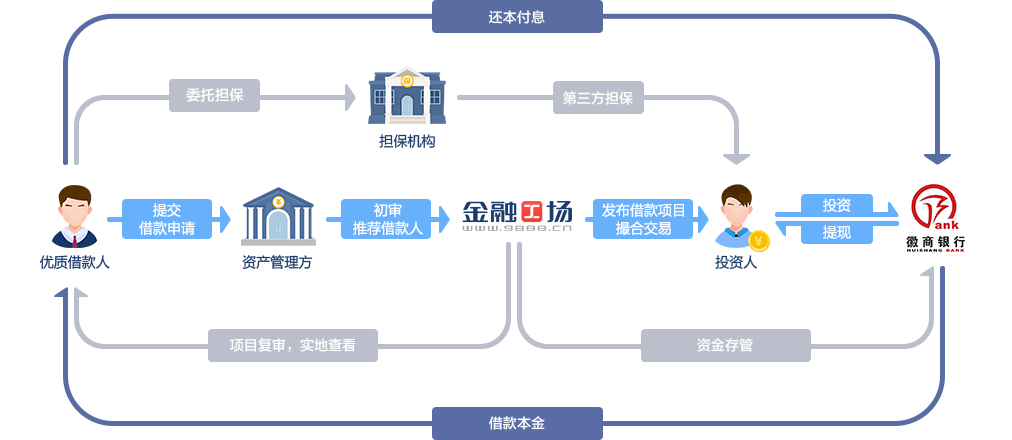 还本付息
委托担保
第三方担保
担保机构
提交
借款申请
初审
推荐借款人
金融工场
www.9888.cn
发布借款项目
撮合交易
投资
提现
Bank
徽商银行
HUISHANG BANK
优质借款人
资产管理方
投资人
项目复审，实地查看
资金存管
借款本金